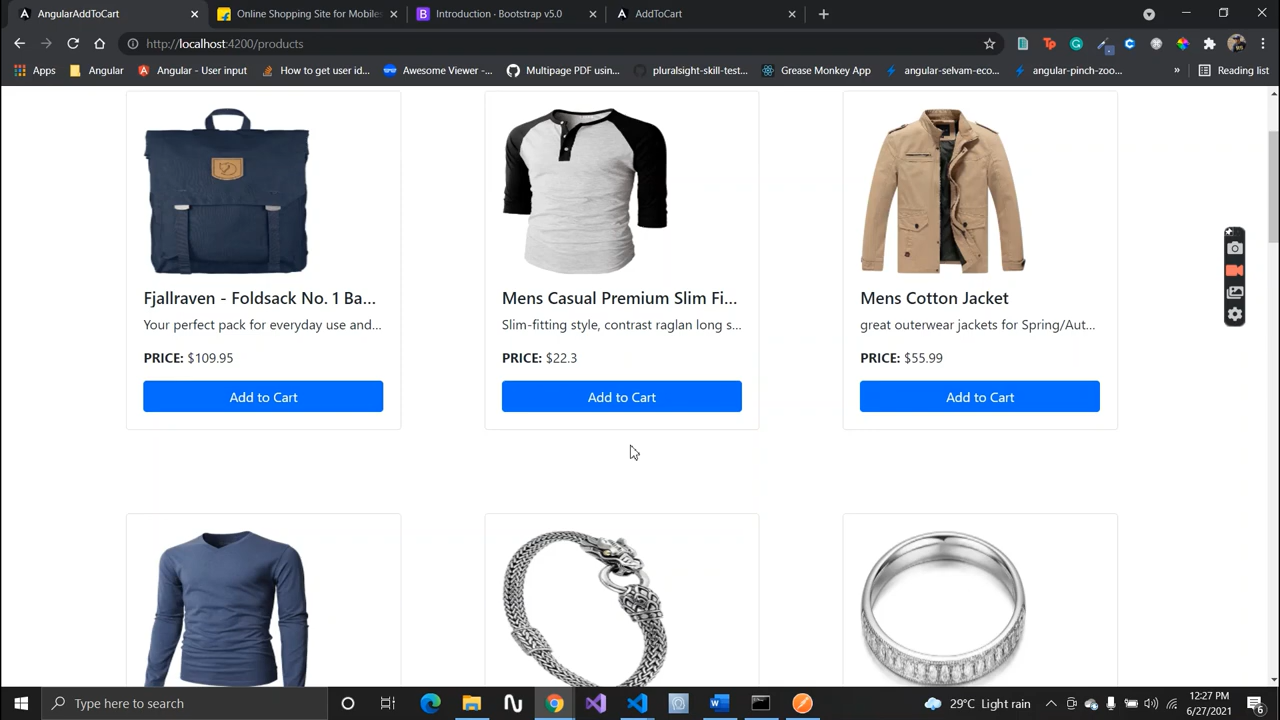 AngularAddToCart
Online Shopping Site for Mobiles
Introduction · Bootstrap v5.0
AddToCart
http://localhost:4200/products
Apps
Angular
Angular - User input
How to get user id...
Awesome Viewer -...
Multipage PDF usin...
pluralsight-skill-test...
Grease Monkey App
angular-selvam-eco...
angular-pinch-zoo...
»
Reading list
Fjallraven - Foldsack No. 1 Ba...
Your perfect pack for everyday use and...
PRICE: $109.95
Add to Cart
Mens Casual Premium Slim Fi...
Slim-fitting style, contrast raglan long s...
PRICE: $22.3
Add to Cart
Mens Cotton Jacket
great outerwear jackets for Spring/Aut...
PRICE: $55.99
Add to Cart
Type here to search
29°C Light rain
12:27 PM
6/27/2021
6